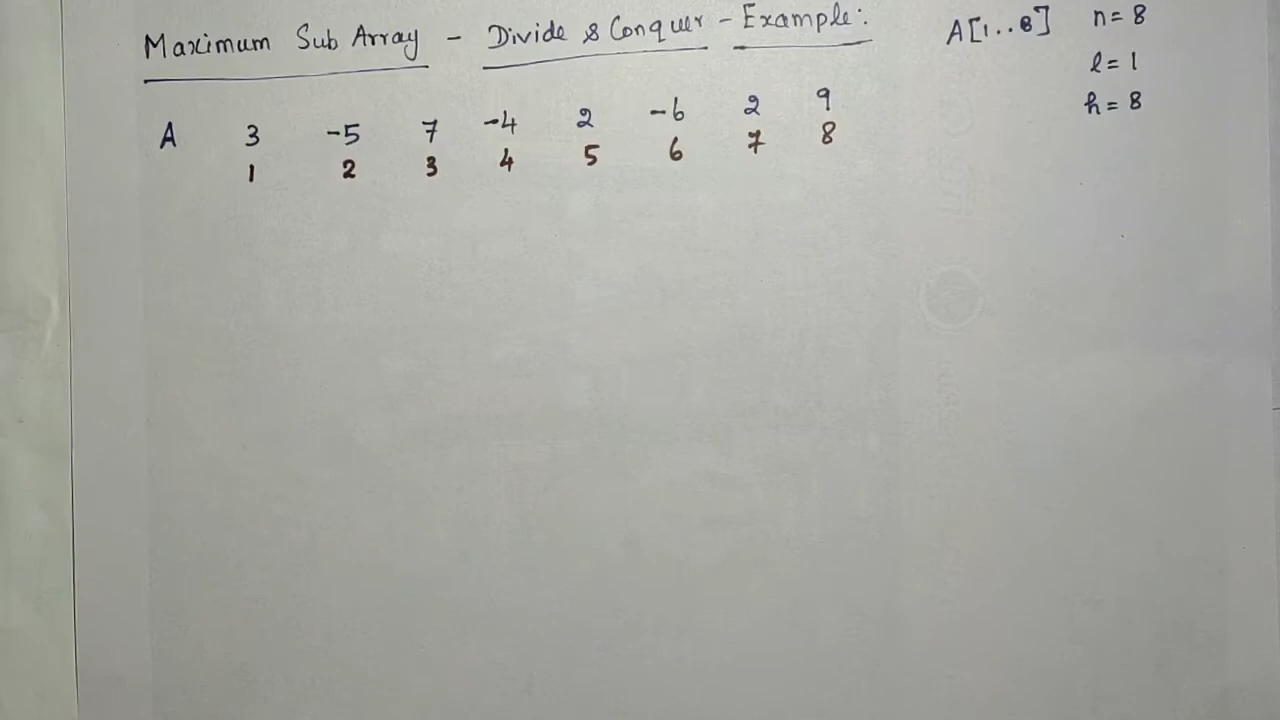 Maximum Sub Array - Divide & Conquer - Example:
A[1..8] n=8
l=1
h=8
A 3 -5 7 -4 2 -6 2 9
1 2 3 4 5 6 7 8